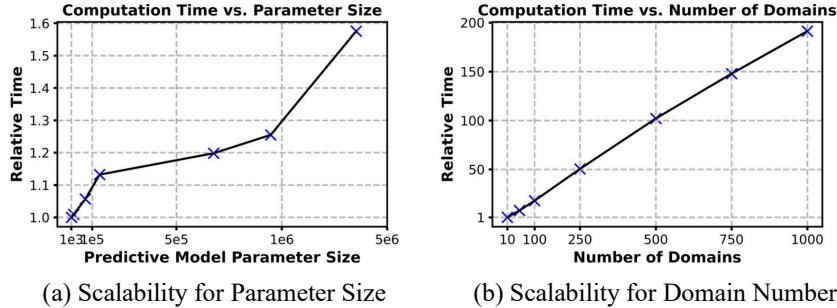 Computation Time vs. Parameter Size
1.6
1.5
1.4
1.3
1.2
1.1
1.0
Relative Time
1e3 1e5 5e5 1e6 5e6
Predictive Model Parameter Size
(a) Scalability for Parameter Size
Computation Time vs. Number of Domains
200
150
100
50
1
Relative Time
10 100 250 500 750 1000
Number of Domains
(b) Scalability for Domain Number